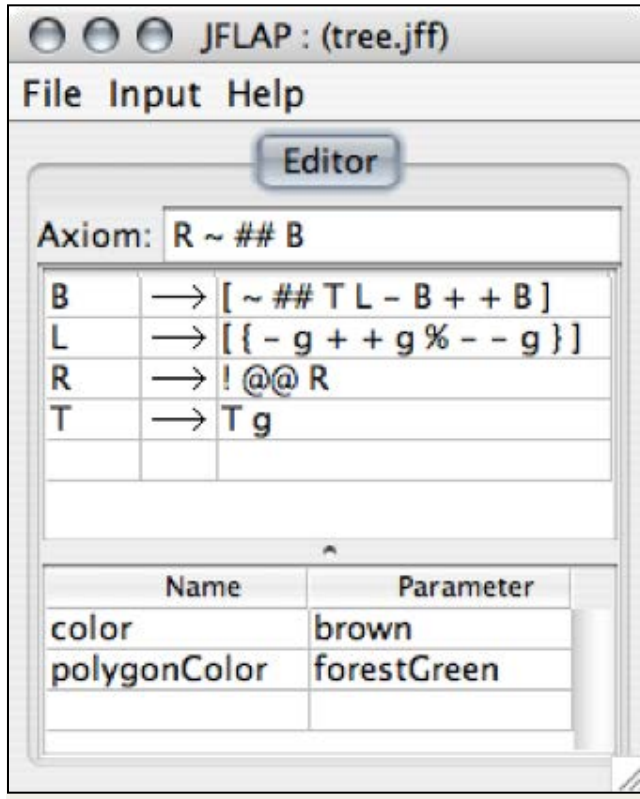 JFLAP : (tree.jff)
File Input Help
Editor
Axiom: R ~ ## B
B → [ ~ ## T L - B + + B ]
L → [ { - g + + g % - - g } ]
R → ! @@ R
T → T g
Name Parameter
color brown
polygonColor forestGreen